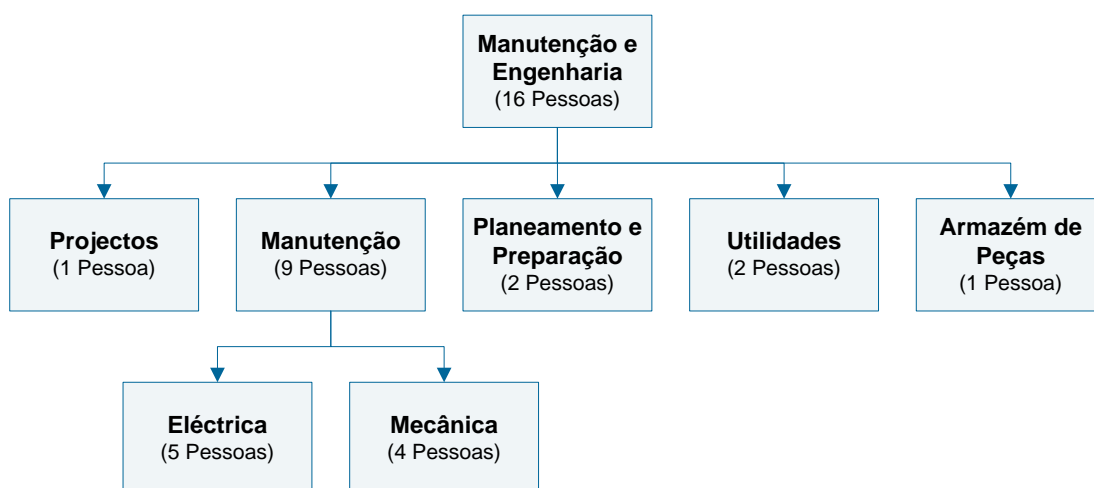 Manutenção e
Engenharia
(16 Pessoas)
Projectos
(1 Pessoa)
Manutenção
(9 Pessoas)
Planeamento e
Preparação
(2 Pessoas)
Utilidades
(2 Pessoas)
Armazém de
Peças
(1 Pessoa)
Eléctrica
(5 Pessoas)
Mecânica
(4 Pessoas)